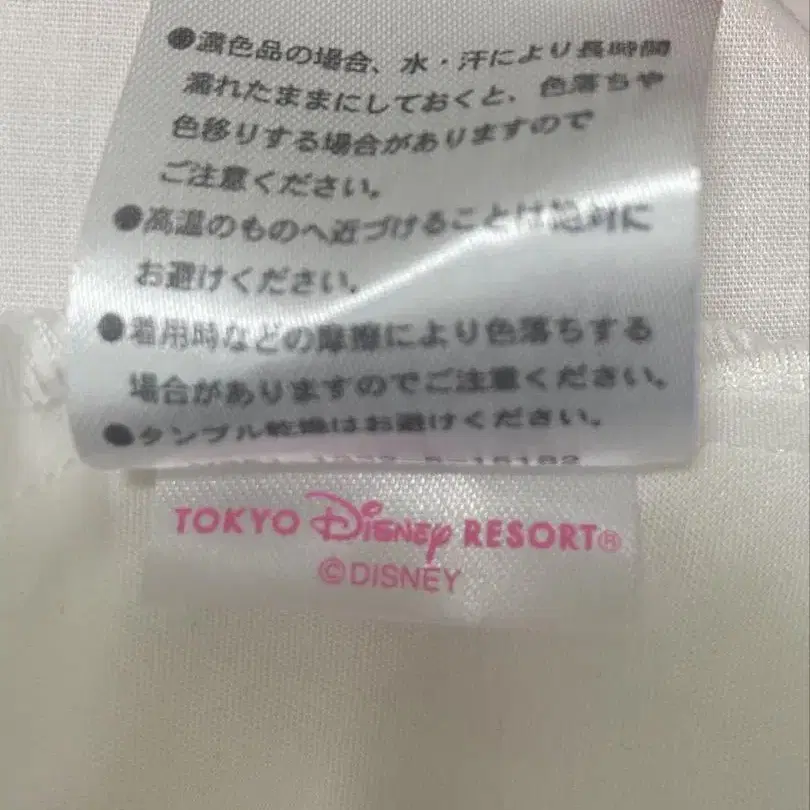 ●濃色品の場合、水・汗により長時間
濡れたままにしておくと、色落ちや
色移りする場合がありますので
ご注意ください。
●高温のものへ近づけることは絶対に
お避けください。
●着用時などの摩擦により色落ちする
場合がありますのでご注意ください。
●タンブル乾燥はお避けください。
TOKYO Disney RESORT®
©DISNEY